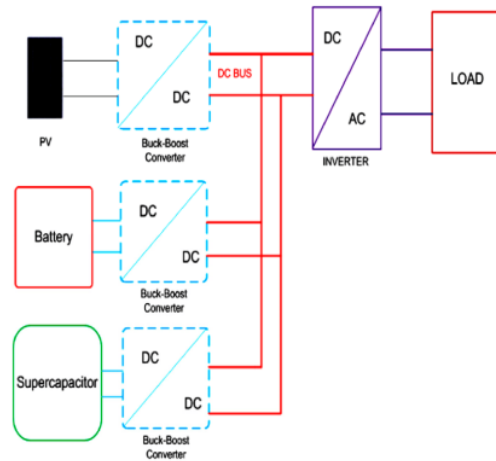 DC
DC
PV
Buck-Boost
Converter
DC BUS
DC
AC
INVERTER
LOAD
Battery
DC
DC
Buck-Boost
Converter
Supercapacitor
DC
DC
Buck-Boost
Converter